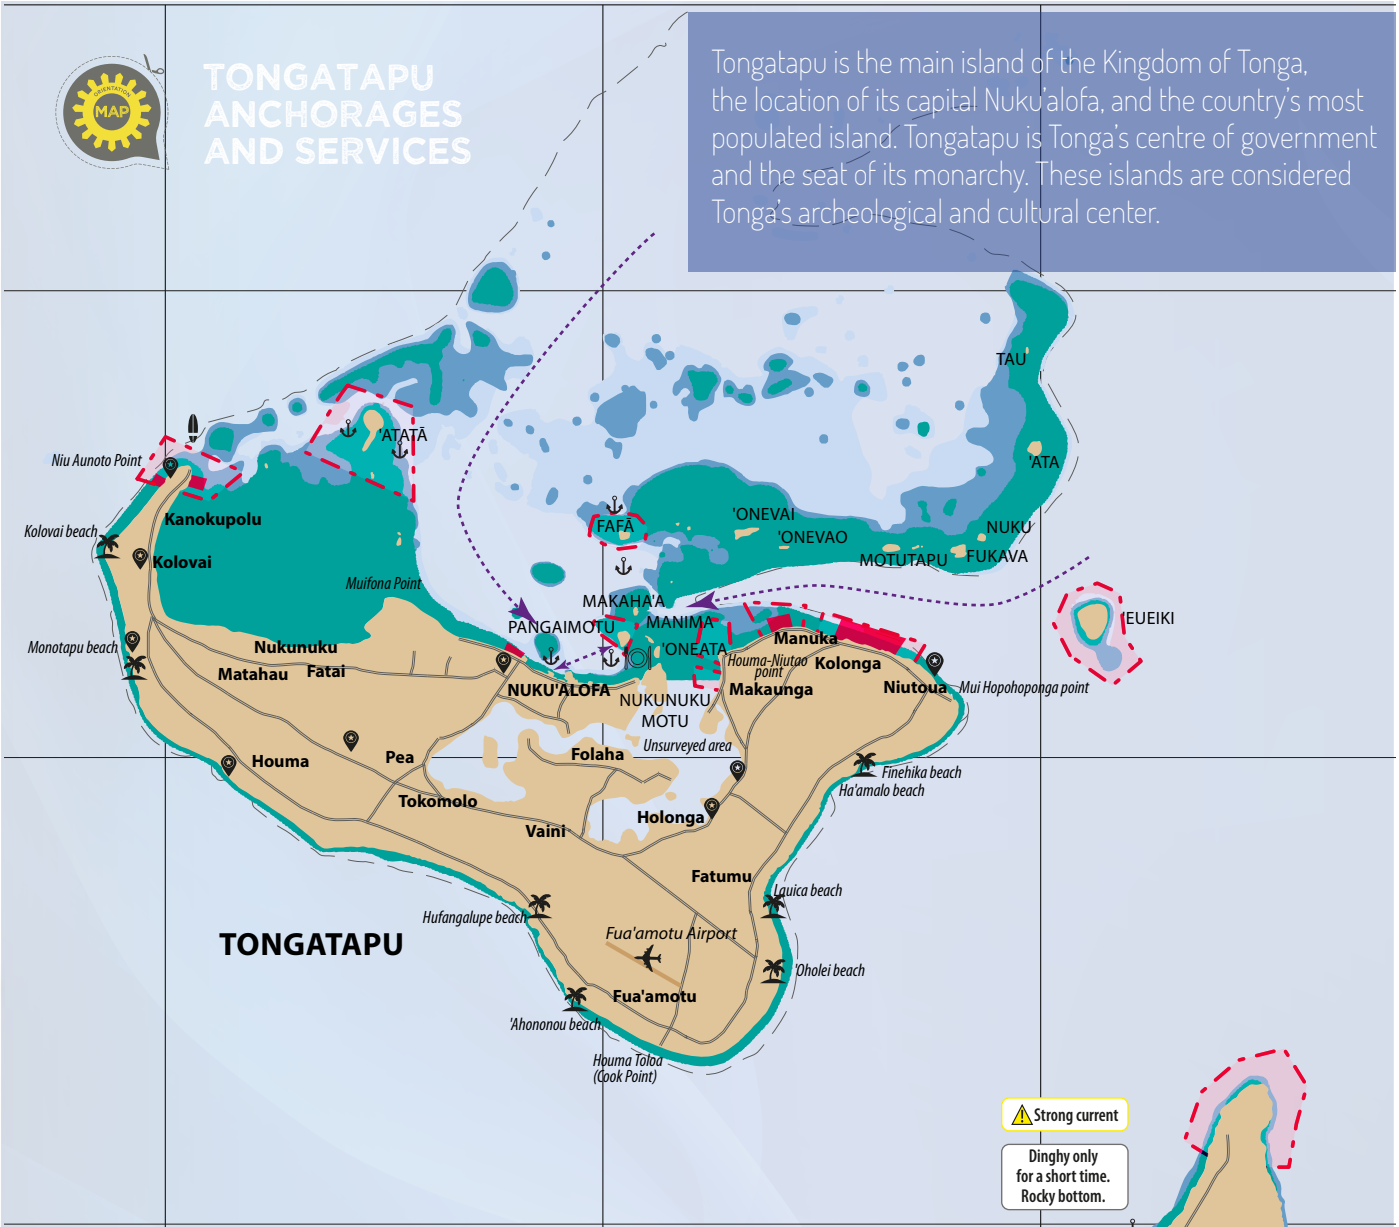 ORIENTATION
MAP
TONGATAPU
ANCHORAGES
AND SERVICES
Tongatapu is the main island of the Kingdom of Tonga,
the location of its capital Nuku'alofa, and the country's most
populated island. Tongatapu is Tonga's centre of government
and the seat of its monarchy. These islands are considered
Tonga's archeological and cultural center.
TAU
'ATATĀ
Niu Aunoto Point
'ATA
Kanokupolu
'ONEVAI
FAFĀ
NUKU
Kolovai beach
'ONEVAO
MOTUTAPU
FUKAVA
Kolovai
Muifona Point
MAKAHA'A
EUEIKI
PANGAIMOTU
MANIMA
Manuka
Monotapu beach
Nukunuku
'ONEATA
Houma-Niutao
point
Kolonga
Matahau
Fatai
NUKU'ALOFA
Makaunga
Niutoua
Mui Hopohoponga point
NUKUNUKU
MOTU
Unsurveyed area
Houma
Pea
Folaha
Finehika beach
Ha'amalo beach
Tokomolo
Vaini
Holonga
Fatumu
Lauica beach
Hufangalupe beach
Fua'amotu Airport
TONGATAPU
'Oholei beach
Fua'amotu
'Ahononou beach
Houma Toloa
(Cook Point)
Strong current
Dinghy only
for a short time.
Rocky bottom.